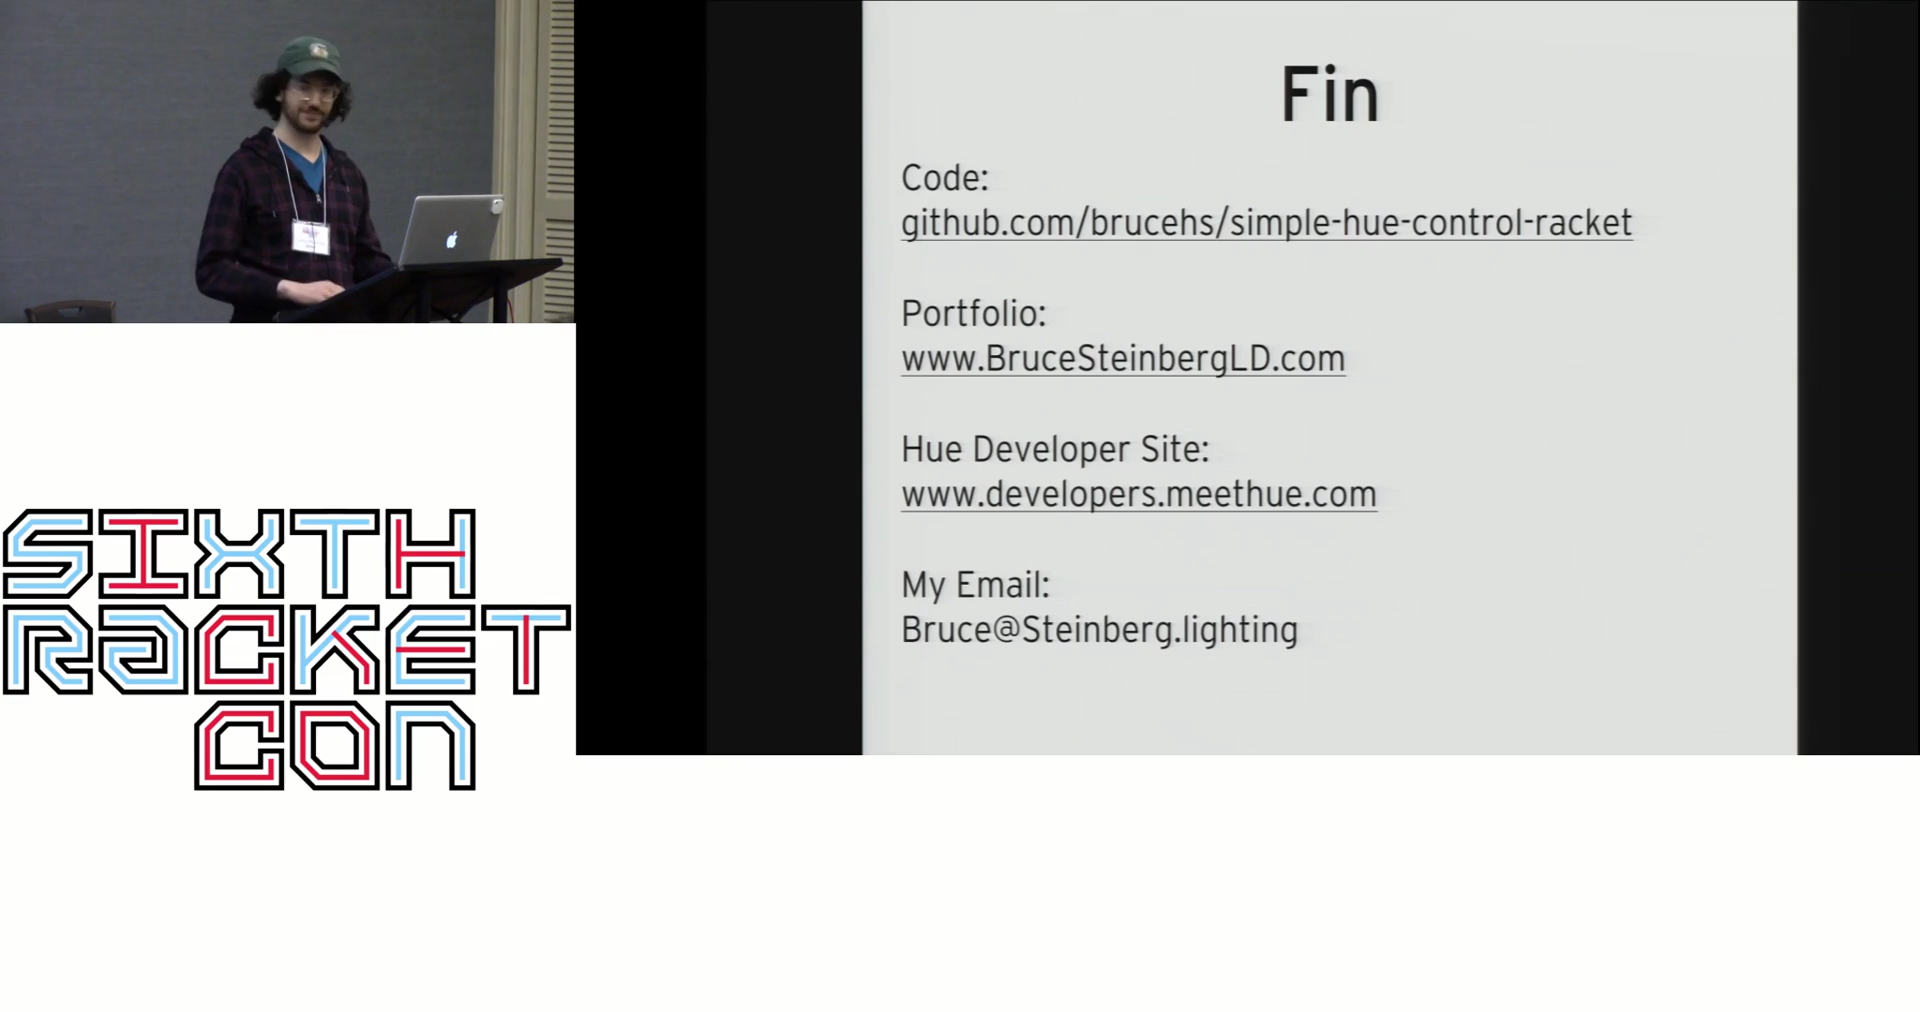 Fin
Code:
github.com/brucehs/simple-hue-control-racket
Portfolio:
www.BruceSteinbergLD.com
Hue Developer Site:
www.developers.meethue.com
My Email:
Bruce@Steinberg.lighting
SIXTH
RACKET
CON